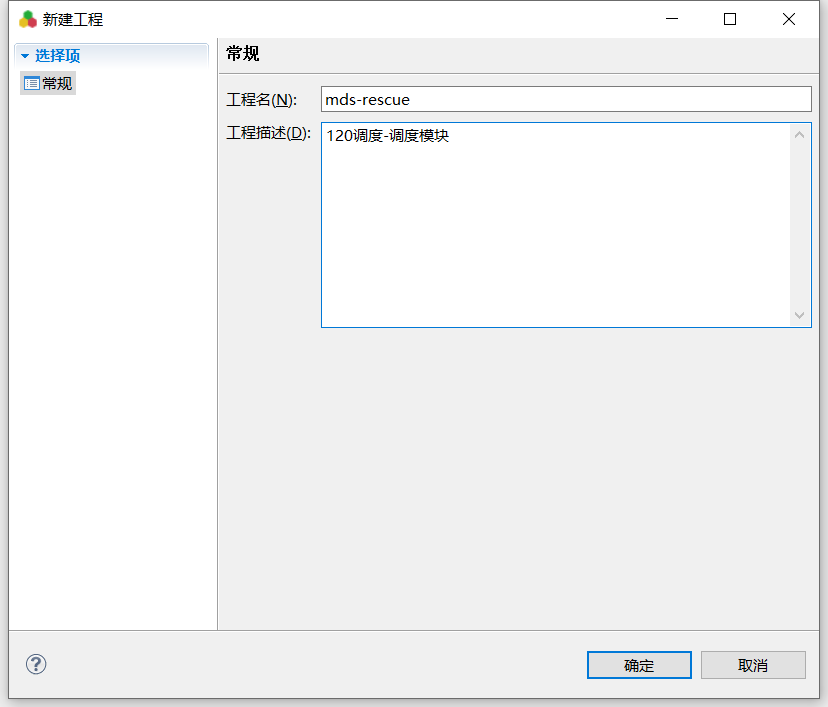 新建工程
选择项
常规
常规
工程名(N):
mds-rescue
工程描述(D):
120调度-调度模块
?
确定
取消